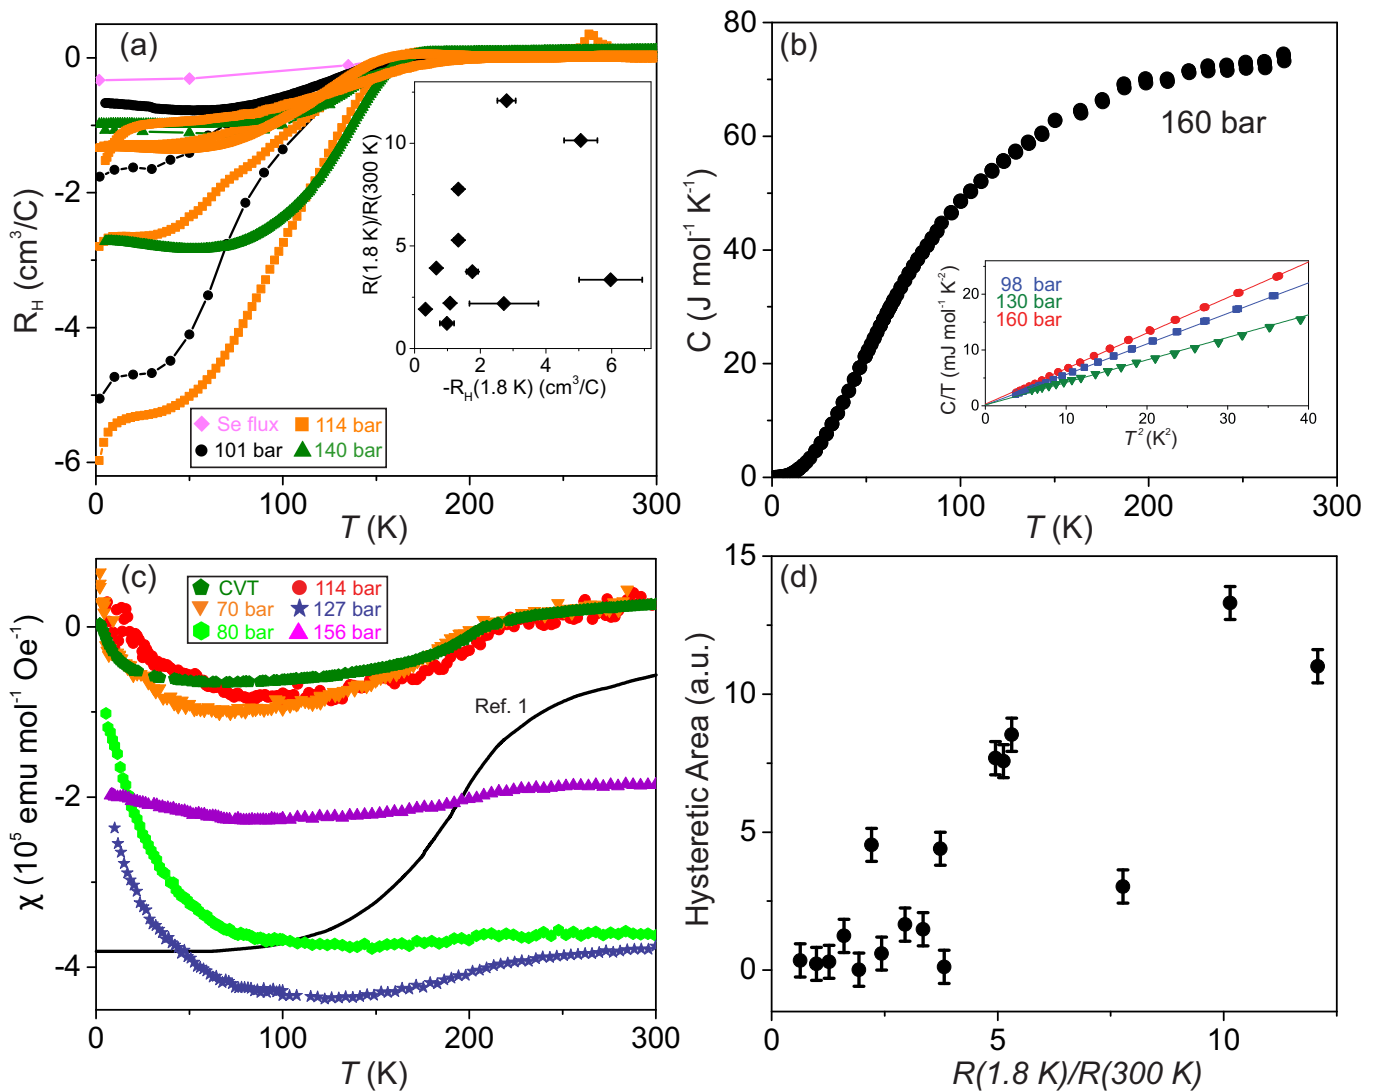 (a)
0
-2
-4
-6
R_H (cm³/C)
0 100 200 300
T (K)
Se flux
101 bar
114 bar
140 bar
R(1.8 K)/R(300 K)
0
5
10
0 2 4 6
-R_H(1.8 K) (cm³/C)
(b)
80
60
40
20
0
C (J mol⁻¹ K⁻¹)
160 bar
0 100 200 300
T (K)
98 bar
130 bar
160 bar
C/T (mJ mol⁻¹ K⁻²)
20
10
0
0 10 20 30 40
T² (K²)
(c)
CVT
70 bar
80 bar
114 bar
127 bar
156 bar
Ref. 1
0
-2
-4
χ (10⁵ emu mol⁻¹ Oe⁻¹)
0 100 200 300
T (K)
(d)
15
10
5
0
Hysteretic Area (a.u.)
0 5 10
R(1.8 K)/R(300 K)